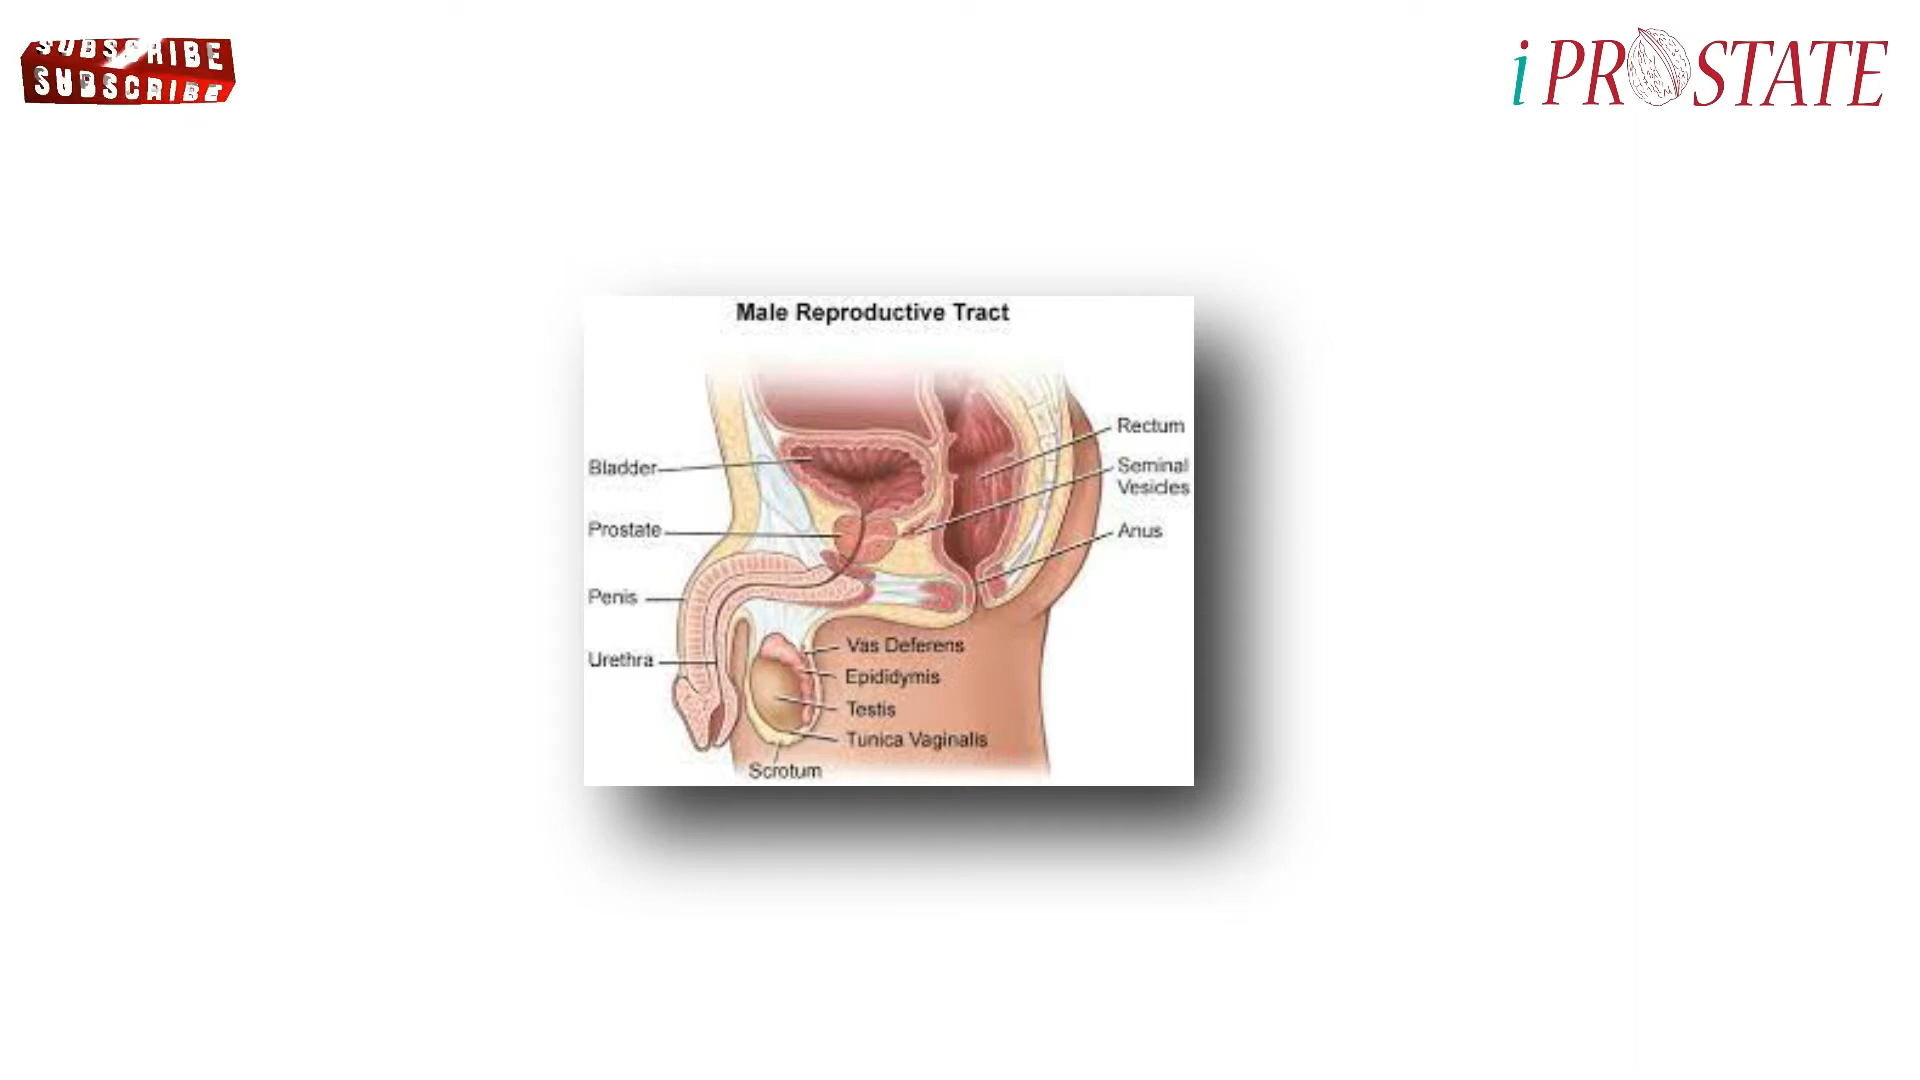 SUBSCRIBE
SUBSCRIBE
i PROSTATE
Male Reproductive Tract
Bladder
Prostate
Penis
Urethra
Rectum
Seminal
Vesicles
Anus
Vas Deferens
Epididymis
Testis
Tunica Vaginalis
Scrotum